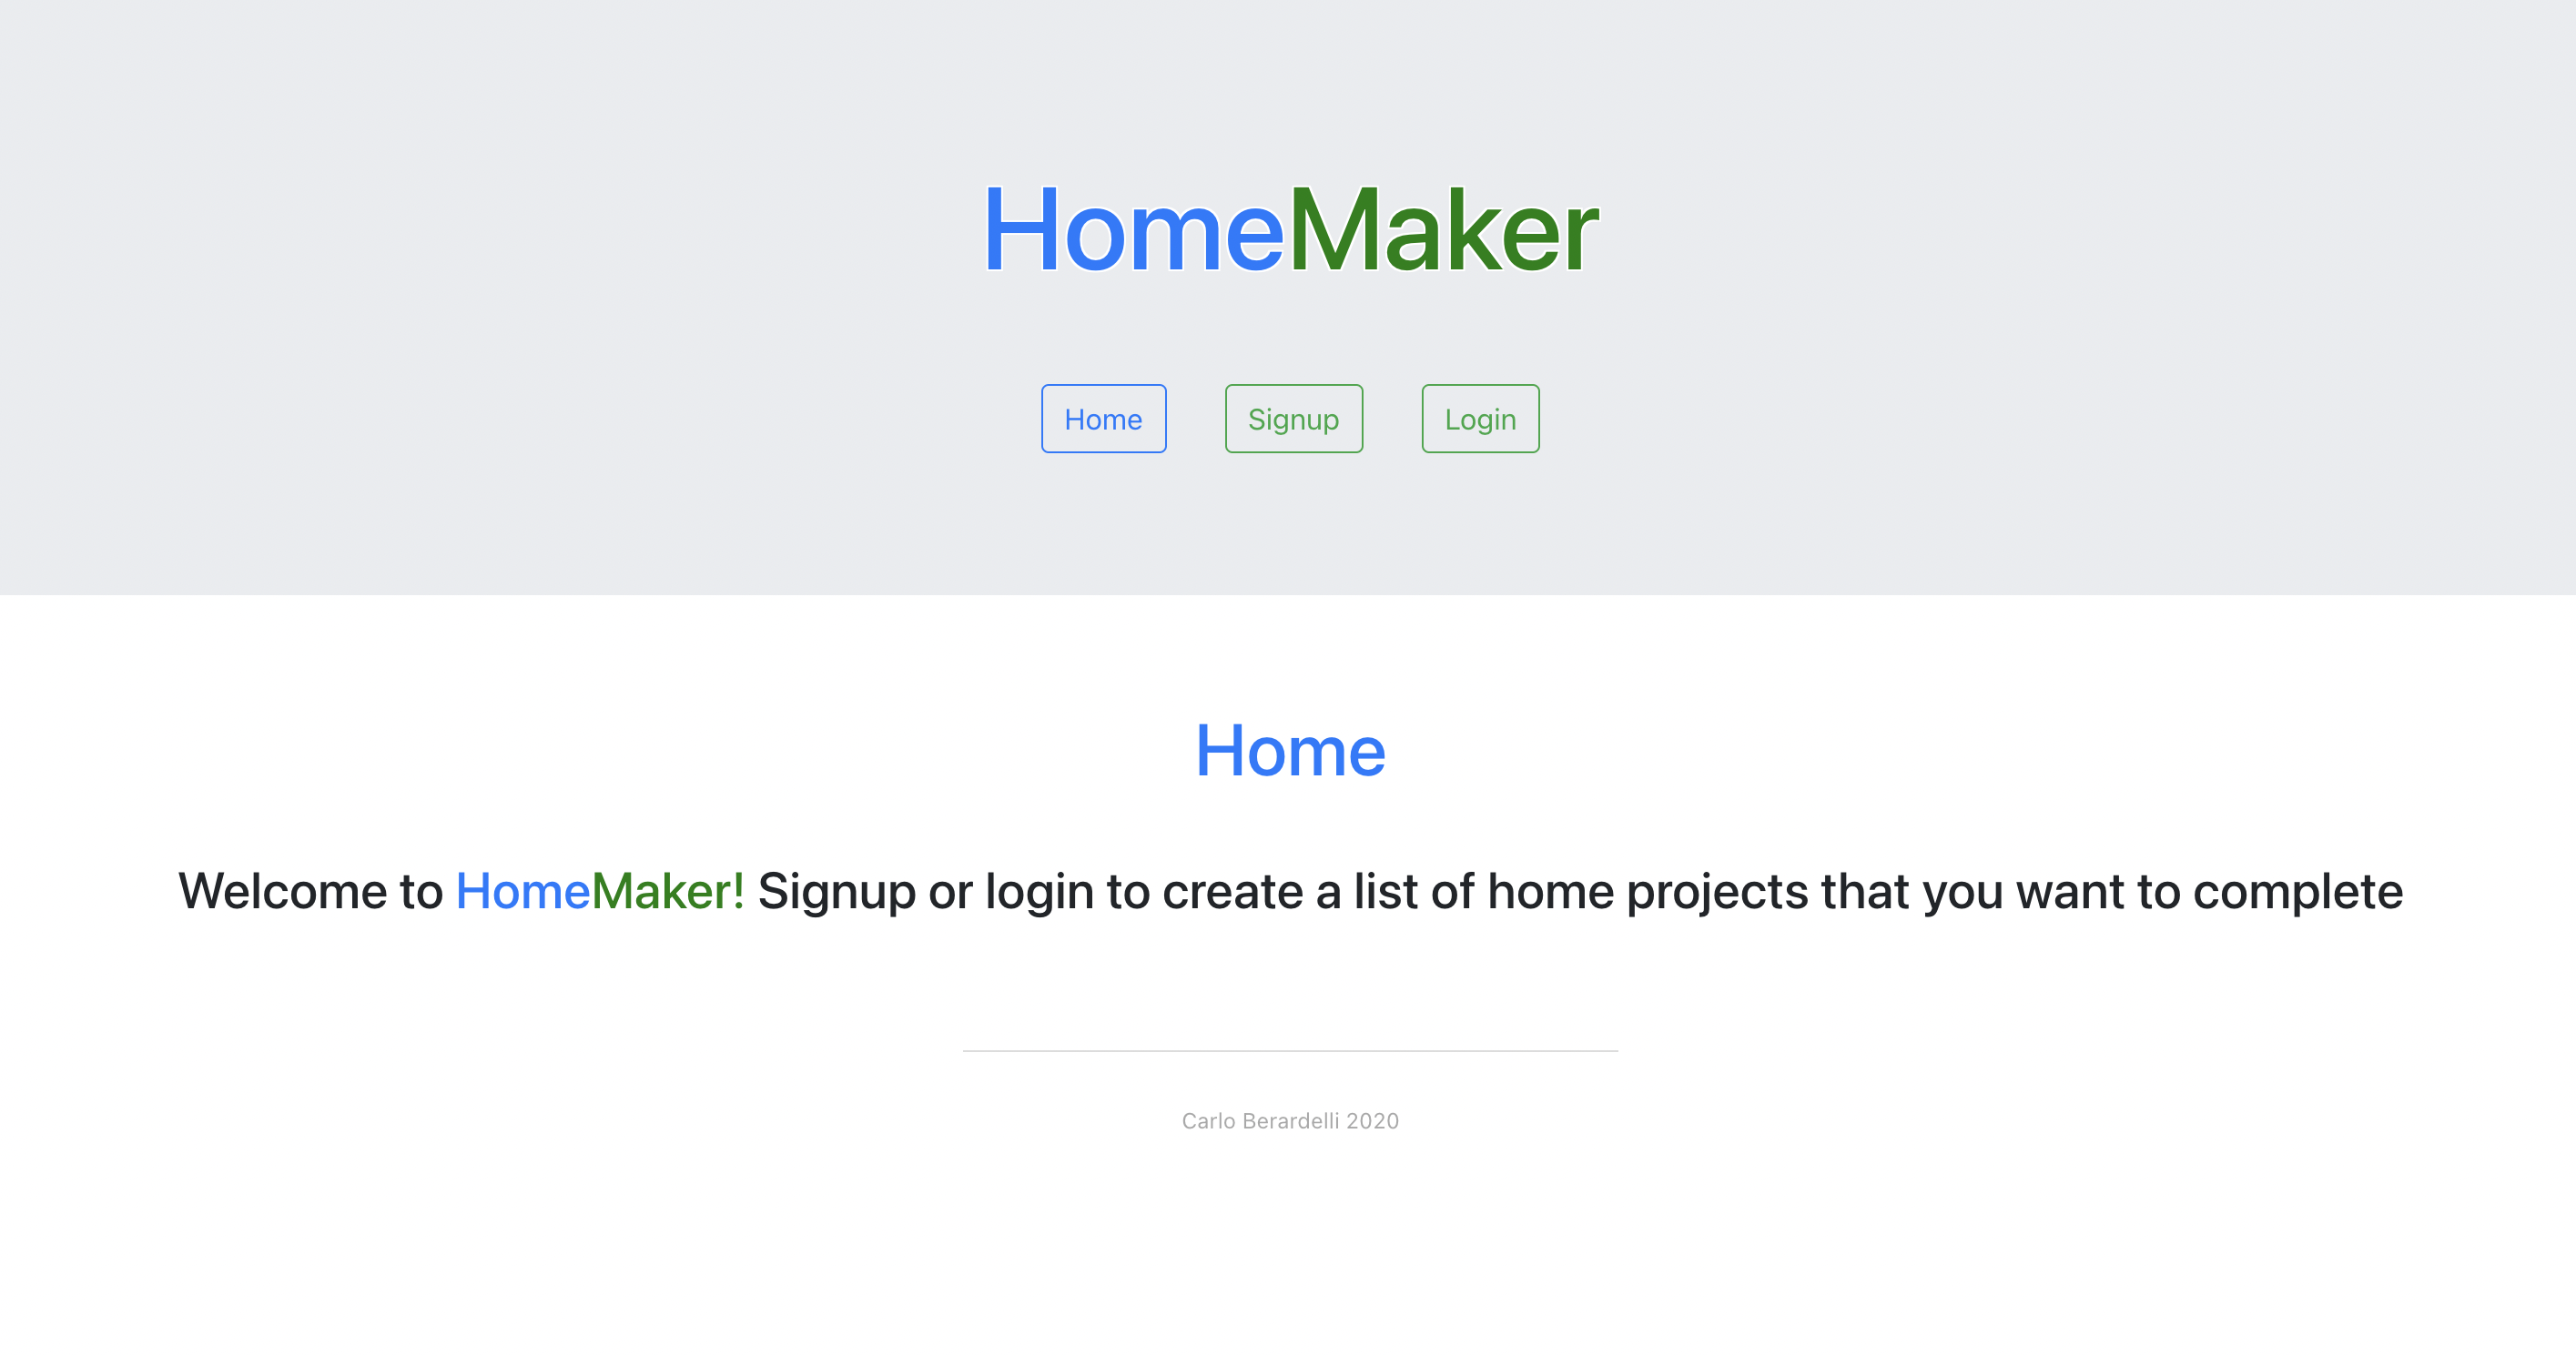 HomeMaker
Home Signup Login
Home
Welcome to HomeMaker! Signup or login to create a list of home projects that you want to complete
Carlo Berardelli 2020